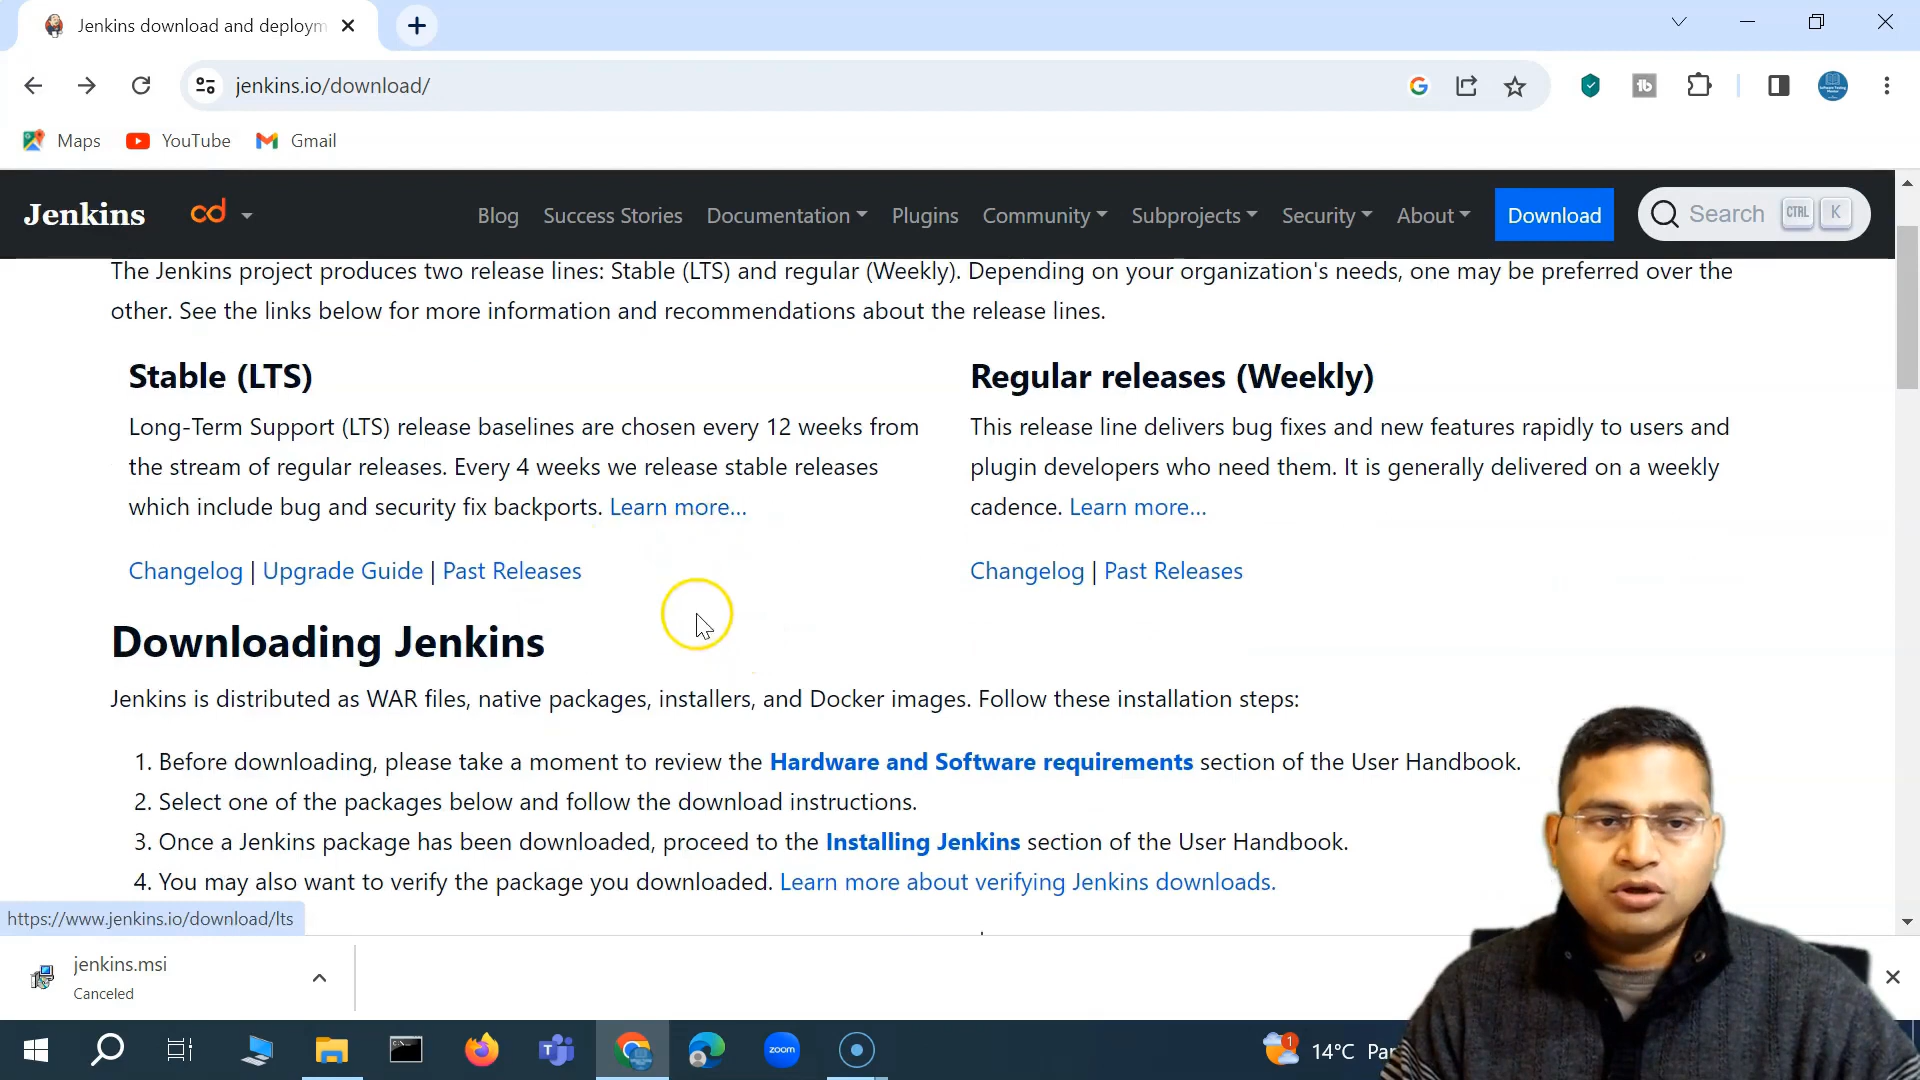 Jenkins download and deploym
jenkins.io/download/
Maps YouTube Gmail
Jenkins cd Blog Success Stories Documentation Plugins Community Subprojects Security About Download Search CTRL K
The Jenkins project produces two release lines: Stable (LTS) and regular (Weekly). Depending on your organization's needs, one may be preferred over the
other. See the links below for more information and recommendations about the release lines.
Stable (LTS)
Long-Term Support (LTS) release baselines are chosen every 12 weeks from
the stream of regular releases. Every 4 weeks we release stable releases
which include bug and security fix backports. Learn more...
Changelog | Upgrade Guide | Past Releases
Regular releases (Weekly)
This release line delivers bug fixes and new features rapidly to users and
plugin developers who need them. It is generally delivered on a weekly
cadence. Learn more...
Changelog | Past Releases
Downloading Jenkins
Jenkins is distributed as WAR files, native packages, installers, and Docker images. Follow these installation steps:
1. Before downloading, please take a moment to review the Hardware and Software requirements section of the User Handbook.
2. Select one of the packages below and follow the download instructions.
3. Once a Jenkins package has been downloaded, proceed to the Installing Jenkins section of the User Handbook.
4. You may also want to verify the package you downloaded. Learn more about verifying Jenkins downloads.
https://www.jenkins.io/download/lts
jenkins.msi
Canceled
zoom
1
14°C Par